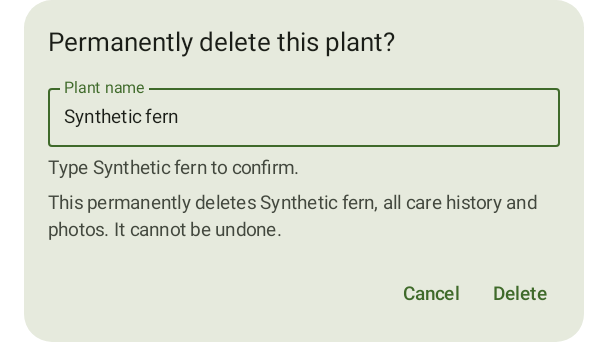 Permanently delete this plant?
Plant name
Synthetic fern
Type Synthetic fern to confirm.
This permanently deletes Synthetic fern, all care history and
photos. It cannot be undone.
Cancel Delete